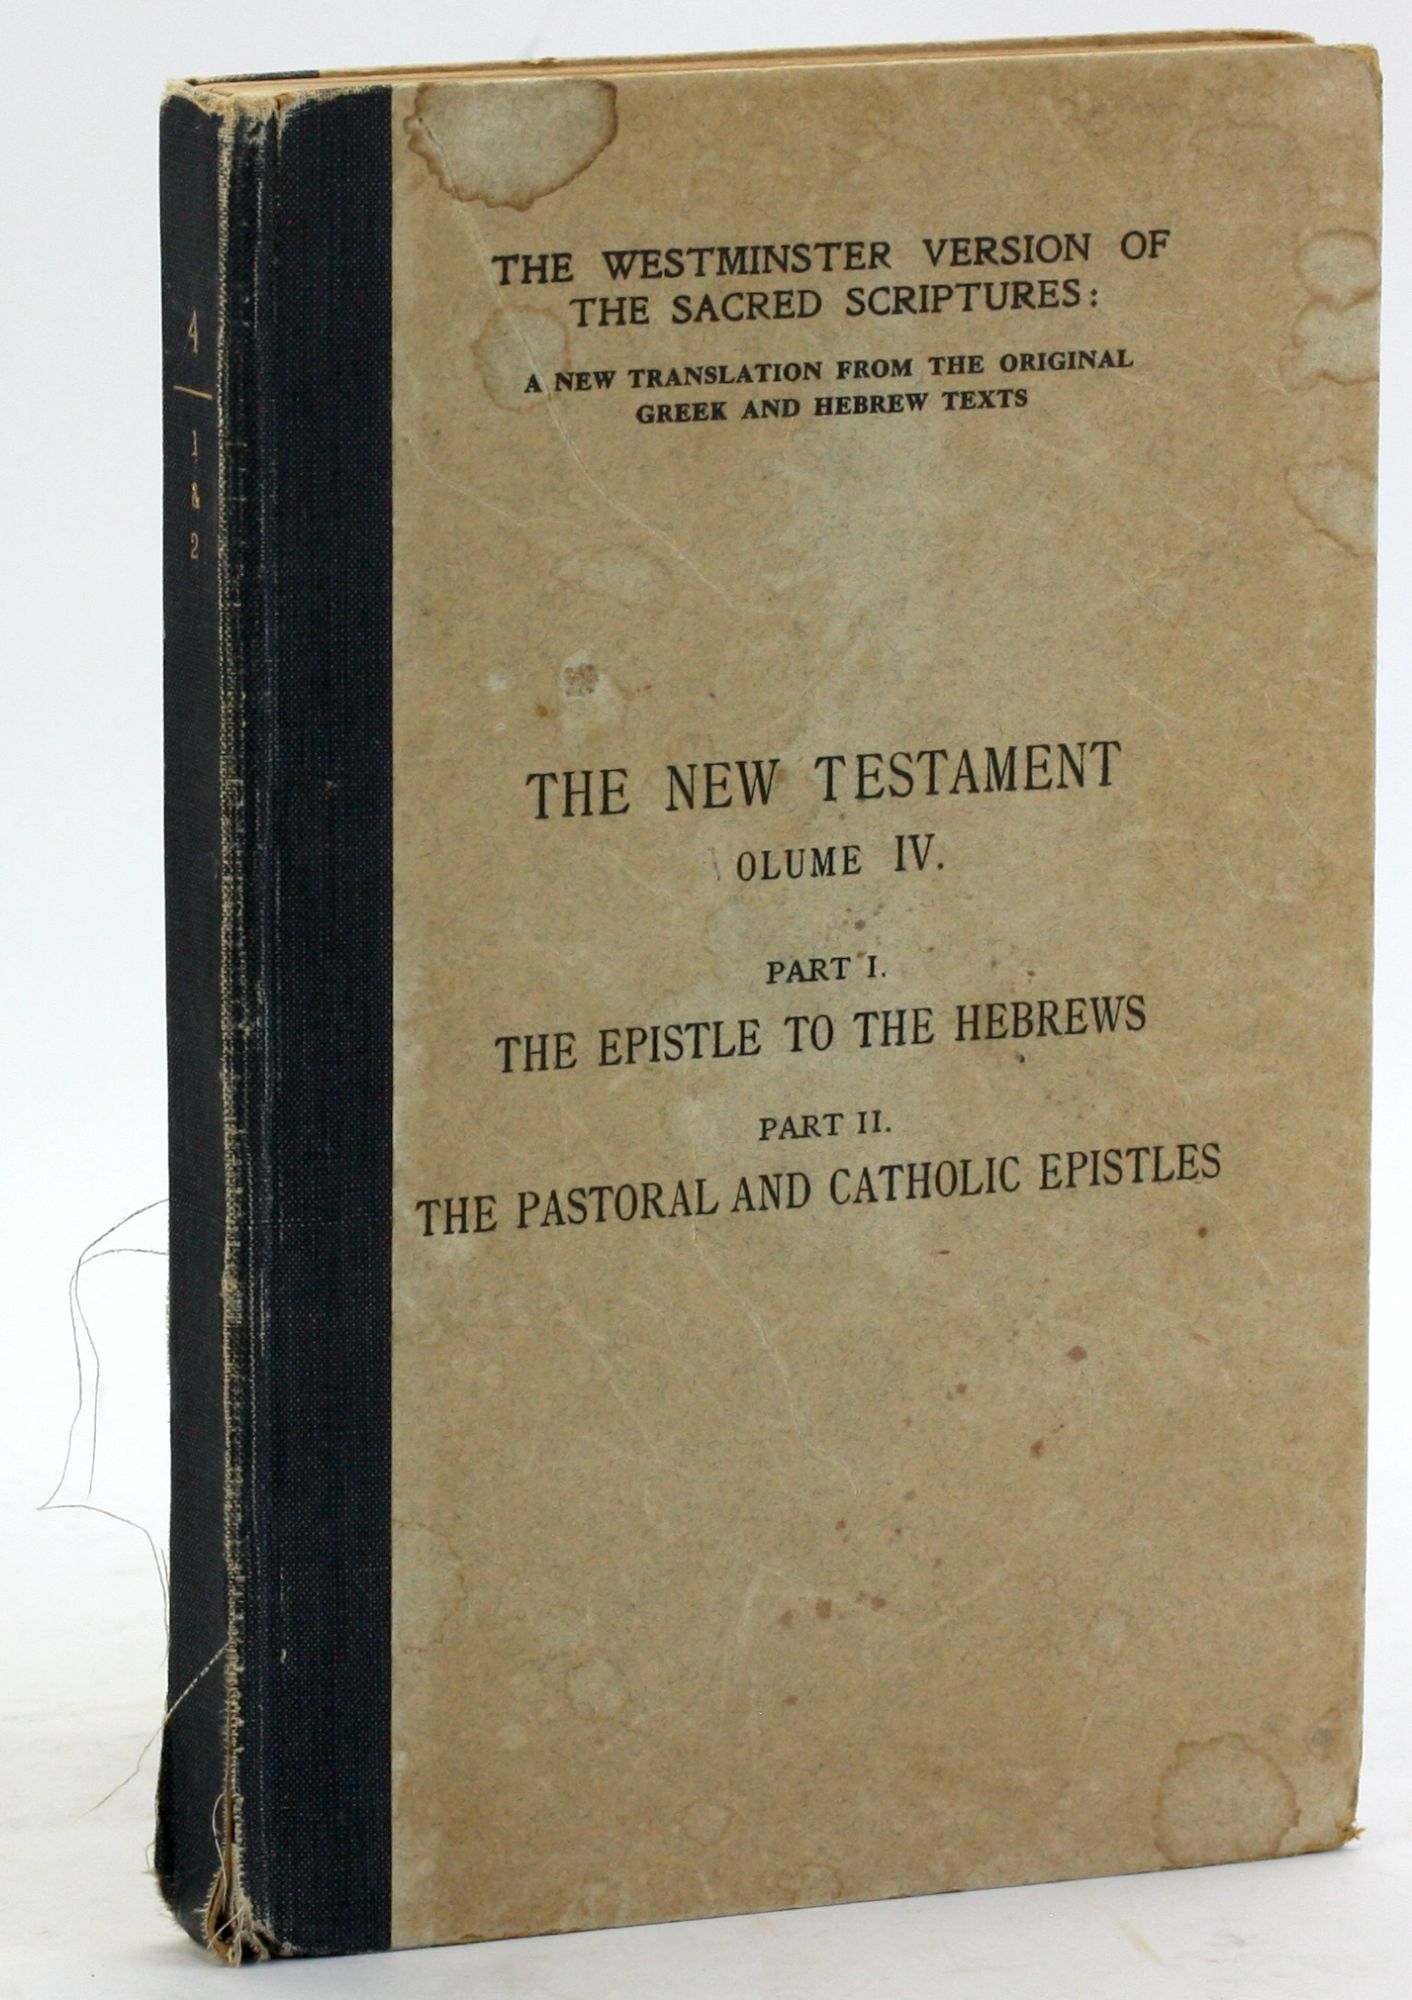 4
1
&
2
THE WESTMINSTER VERSION OF
THE SACRED SCRIPTURES:
A NEW TRANSLATION FROM THE ORIGINAL
GREEK AND HEBREW TEXTS
THE NEW TESTAMENT
OLUME IV.
PART I.
THE EPISTLE TO THE HEBREWS
PART II.
THE PASTORAL AND CATHOLIC EPISTLES